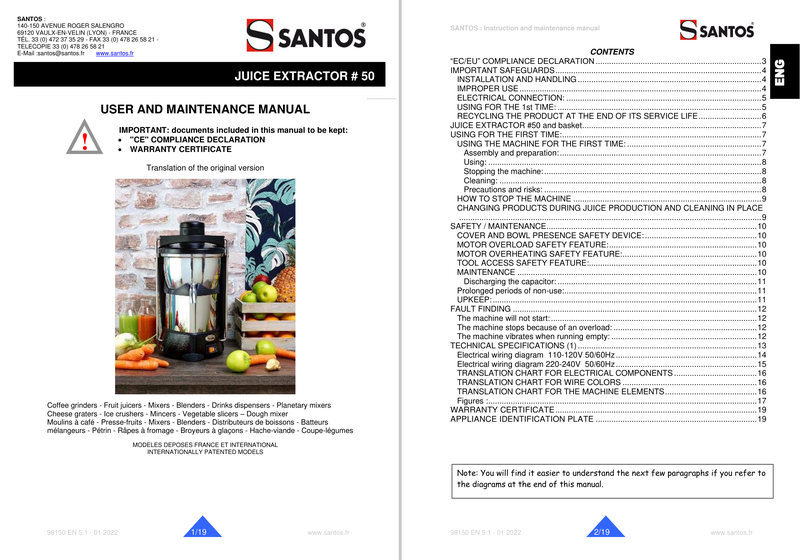 SANTOS :
140-150 AVENUE ROGER SALENGRO
69120 VAULX-EN-VELIN (LYON) - FRANCE
TÉL. 33 (0) 472 37 35 29 - FAX 33 (0) 478 26 58 21 -
TELECOPIE 33 (0) 478 26 58 21
E-Mail :santos@santos.fr www.santos.fr
SANTOS®
JUICE EXTRACTOR # 50
USER AND MAINTENANCE MANUAL
IMPORTANT: documents included in this manual to be kept:
• "CE" COMPLIANCE DECLARATION
• WARRANTY CERTIFICATE
Translation of the original version
Coffee grinders - Fruit juicers - Mixers - Blenders - Drinks dispensers - Planetary mixers
Cheese graters - Ice crushers - Mincers - Vegetable slicers – Dough mixer
Moulins à café - Presse-fruits - Mixers - Blenders - Distributeurs de boissons - Batteurs
mélangeurs - Pétrin - Râpes à fromage - Broyeurs à glaçons - Hache-viande - Coupe-légumes
MODELES DEPOSES FRANCE ET INTERNATIONAL
INTERNATIONALLY PATENTED MODELS
98150 EN 5.1 - 01 2022 1/19 www.santos.fr
SANTOS : Instruction and maintenance manual
SANTOS®
ENG
CONTENTS
"EC/EU" COMPLIANCE DECLARATION ... 3
IMPORTANT SAFEGUARDS ... 4
INSTALLATION AND HANDLING ... 4
IMPROPER USE ... 4
ELECTRICAL CONNECTION: ... 5
USING FOR THE 1st TIME: ... 5
RECYCLING THE PRODUCT AT THE END OF ITS SERVICE LIFE ... 6
JUICE EXTRACTOR #50 and basket ... 7
USING FOR THE FIRST TIME: ... 7
USING THE MACHINE FOR THE FIRST TIME: ... 7
Assembly and preparation: ... 7
Using: ... 8
Stopping the machine: ... 8
Cleaning: ... 8
Precautions and risks: ... 8
HOW TO STOP THE MACHINE ... 9
CHANGING PRODUCTS DURING JUICE PRODUCTION AND CLEANING IN PLACE
... 9
SAFETY / MAINTENANCE ... 10
COVER AND BOWL PRESENCE SAFETY DEVICE: ... 10
MOTOR OVERLOAD SAFETY FEATURE: ... 10
MOTOR OVERHEATING SAFETY FEATURE: ... 10
TOOL ACCESS SAFETY FEATURE: ... 10
MAINTENANCE ... 10
Discharging the capacitor: ... 11
Prolonged periods of non-use: ... 11
UPKEEP: ... 11
FAULT FINDING ... 12
The machine will not start: ... 12
The machine stops because of an overload: ... 12
The machine vibrates when running empty: ... 12
TECHNICAL SPECIFICATIONS (1) ... 13
Electrical wiring diagram 110-120V 50/60Hz ... 14
Electrical wiring diagram 220-240V 50/60Hz ... 15
TRANSLATION CHART FOR ELECTRICAL COMPONENTS ... 16
TRANSLATION CHART FOR WIRE COLORS ... 16
TRANSLATION CHART FOR THE MACHINE ELEMENTS ... 16
Figures : ... 17
WARRANTY CERTIFICATE ... 19
APPLIANCE IDENTIFICATION PLATE ... 19
Note: You will find it easier to understand the next few paragraphs if you refer to
the diagrams at the end of this manual.
98150 EN 5.1 - 01 2022 2/19 www.santos.fr